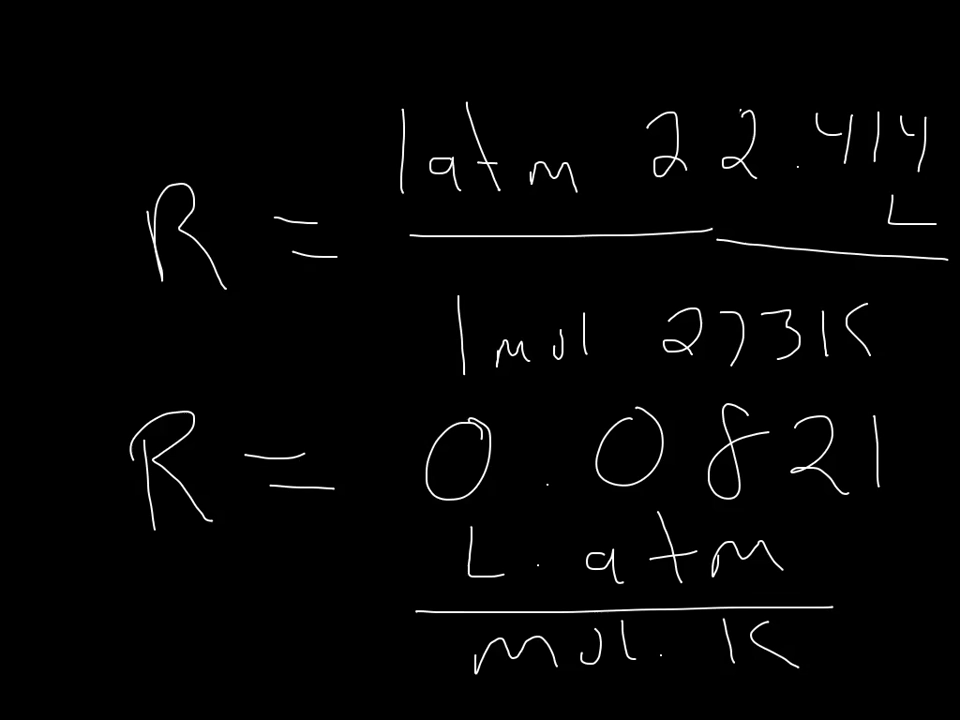 1atm 22.414
L
R =
1mol 273K
R = 0.0821
L. atm
mol. K